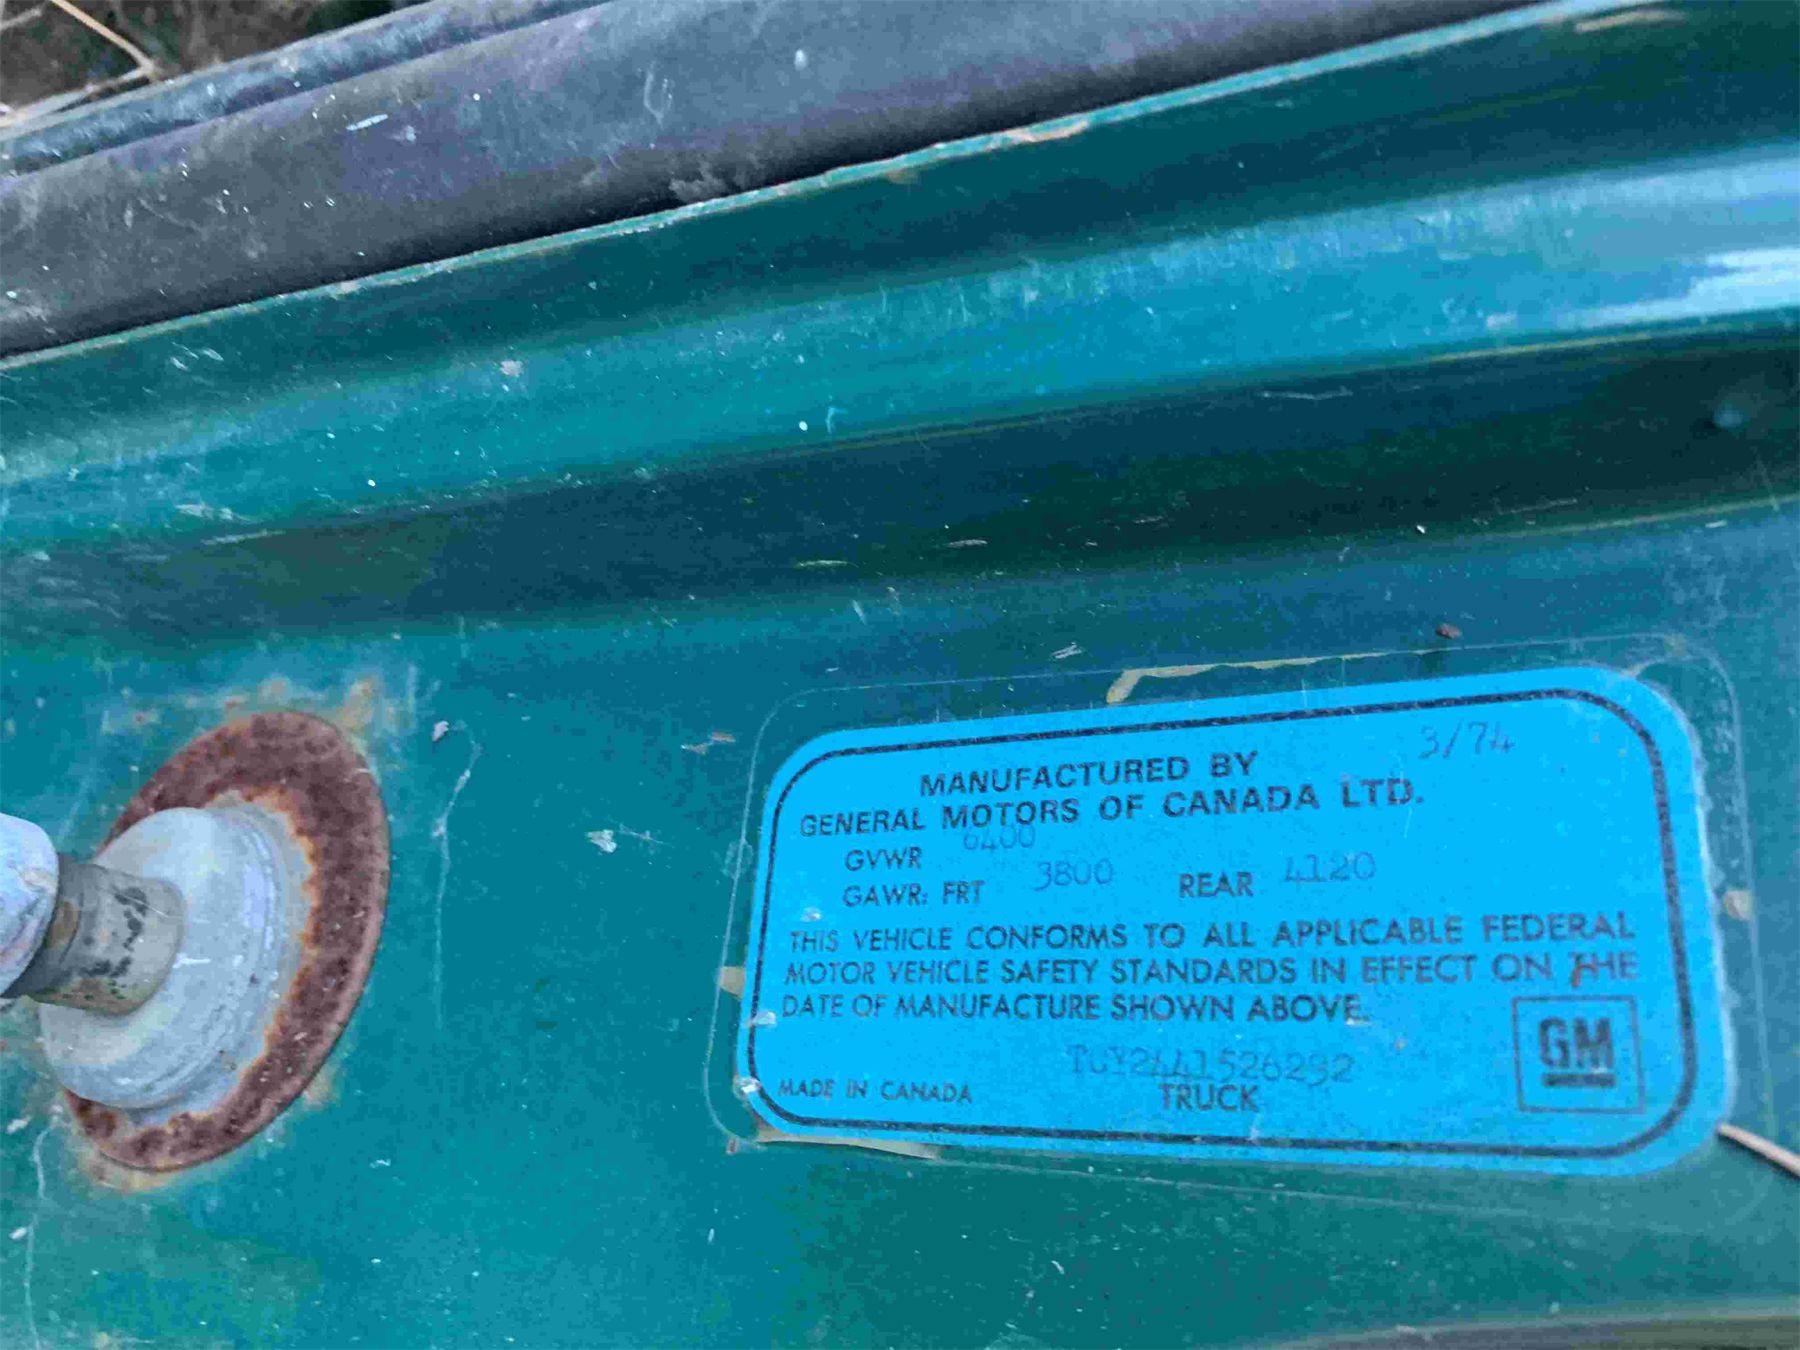 3/74
MANUFACTURED BY
GENERAL MOTORS OF CANADA LTD.
GVWR 6400
GAWR: FRT 3800 REAR 4120
THIS VEHICLE CONFORMS TO ALL APPLICABLE FEDERAL
MOTOR VEHICLE SAFETY STANDARDS IN EFFECT ON THE
DATE OF MANUFACTURE SHOWN ABOVE.
TCY2441526292
MADE IN CANADA TRUCK
GM